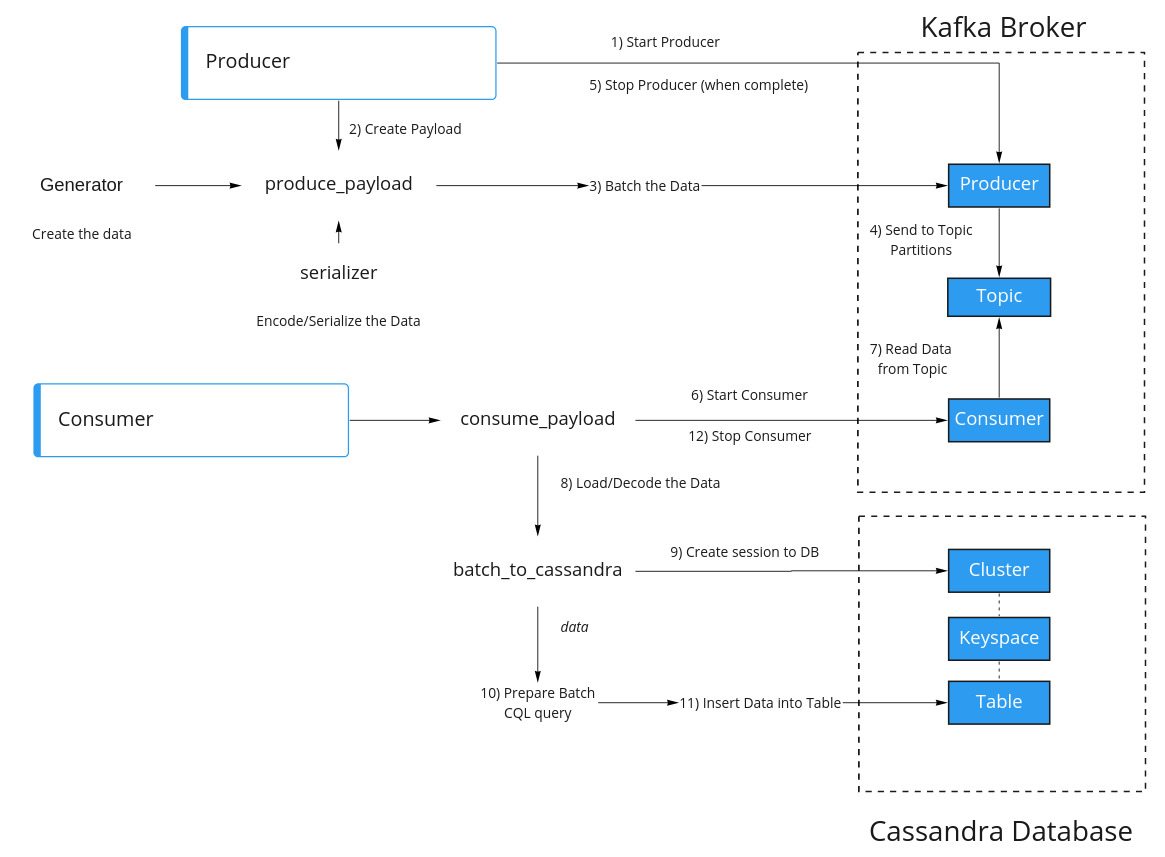 Kafka Broker
Producer
1) Start Producer
5) Stop Producer (when complete)
2) Create Payload
Generator
produce_payload
3) Batch the Data
Producer
Create the data
4) Send to Topic
Partitions
serializer
Topic
Encode/Serialize the Data
7) Read Data
from Topic
Consumer
consume_payload
6) Start Consumer
12) Stop Consumer
Consumer
8) Load/Decode the Data
batch_to_cassandra
9) Create session to DB
Cluster
data
Keyspace
10) Prepare Batch
CQL query
11) Insert Data into Table
Table
Cassandra Database